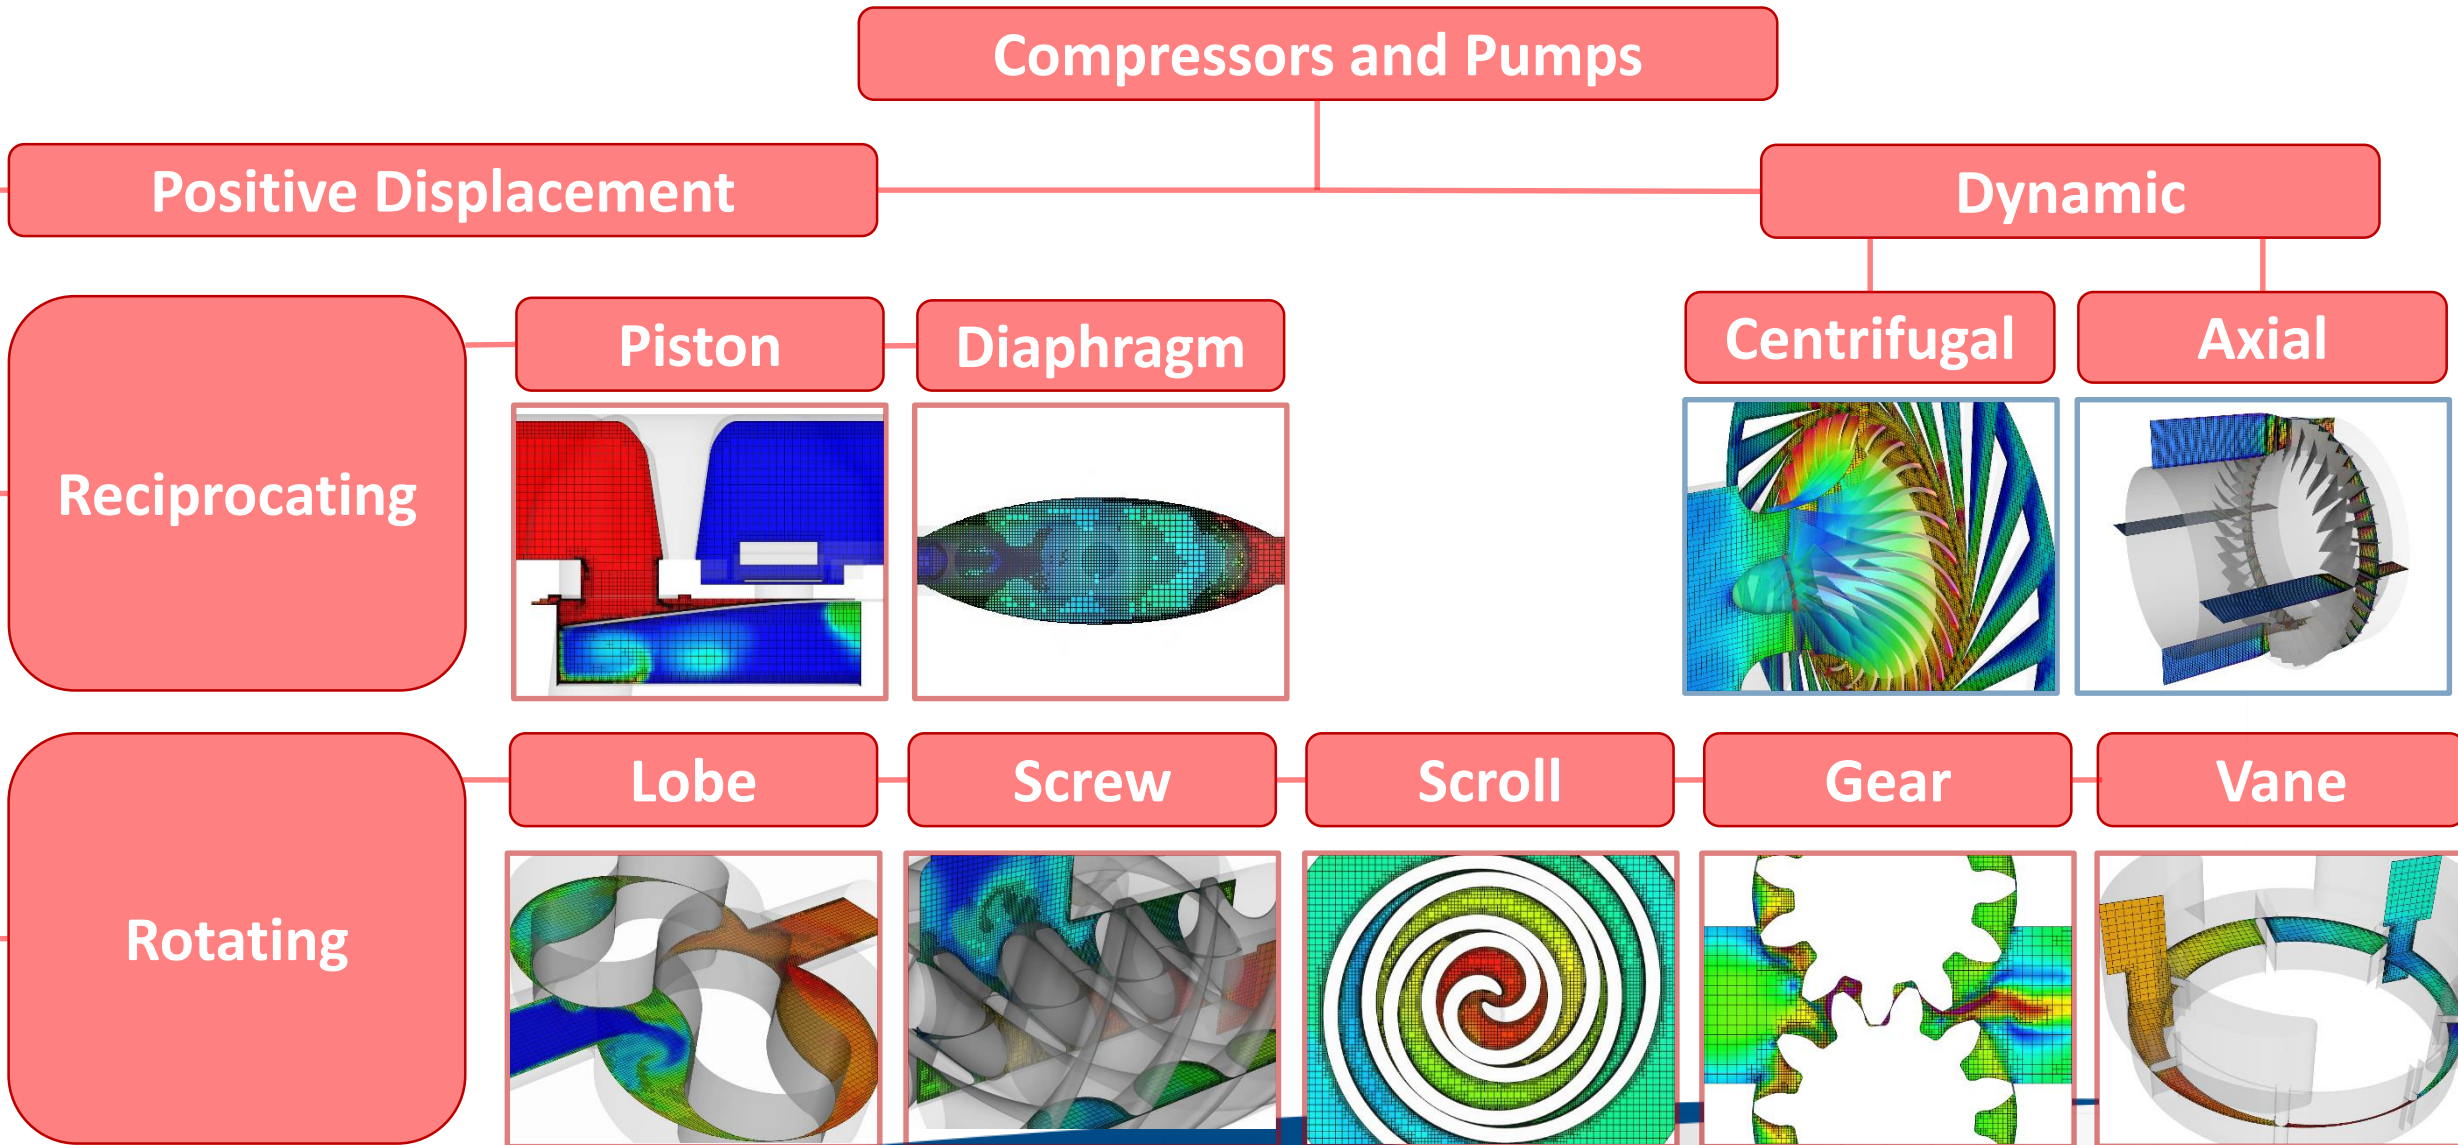 Compressors and Pumps
Positive Displacement
Dynamic
Reciprocating
Piston
Diaphragm
Centrifugal
Axial
Rotating
Lobe
Screw
Scroll
Gear
Vane